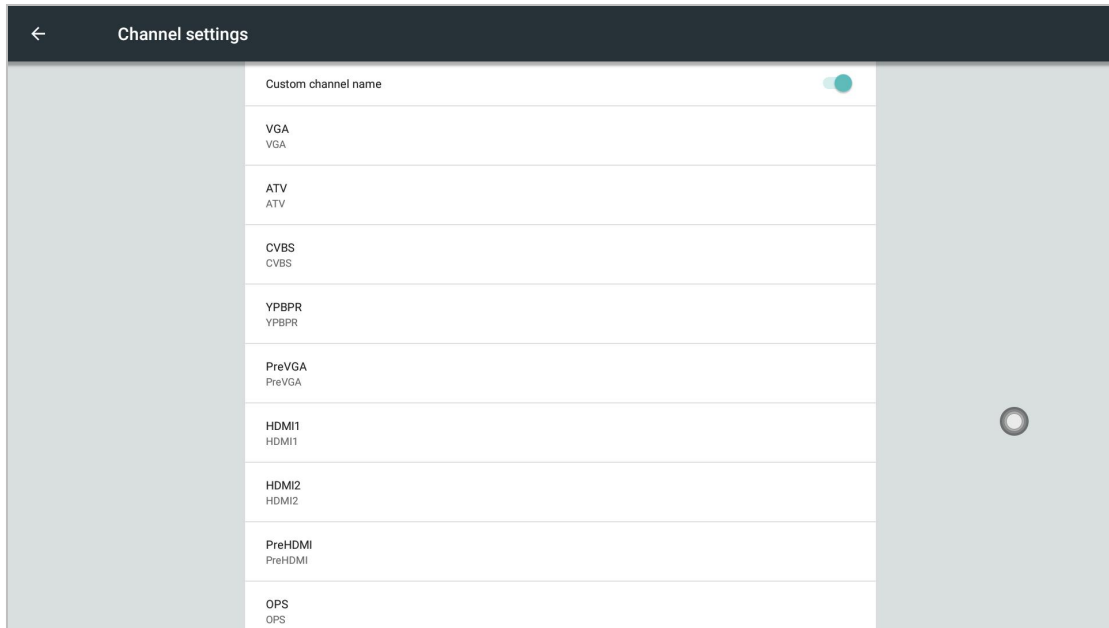 Channel settings
Custom channel name
VGA
VGA
ATV
ATV
CVBS
CVBS
YPBPR
YPBPR
PreVGA
PreVGA
HDMI1
HDMI1
HDMI2
HDMI2
PreHDMI
PreHDMI
OPS
OPS